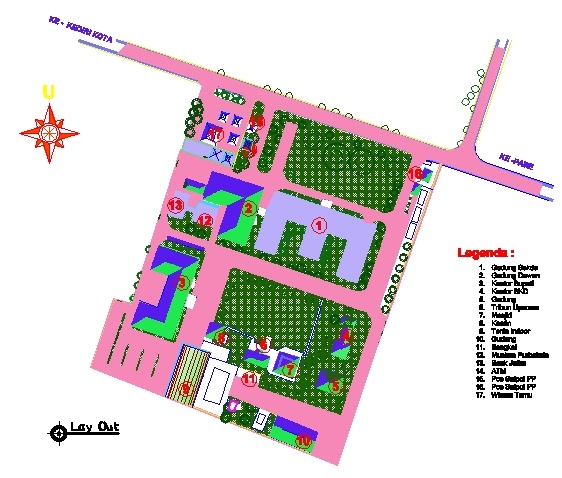 KE - KEDIRI KOTA
U
KE -PARE
17
14
15
16
13
12
2
1
3
8
6
4
7
11
5
9
10
Legenda :
1. Gedung Sekda
2. Gedung Dewan
3. Kantor Bupati
4. Kantor BKD
5. Gedung
6. Tribun Upacara
7. Masjid
8. Kantin
9. Tenis Indoor
10. Gudang
11. Bengkel
12. Museum Purbakala
13. Bank Jatim
14. ATM
15. Pos Satpol PP
16. Pos Satpol PP
17. Wisma Tamu
Lay Out